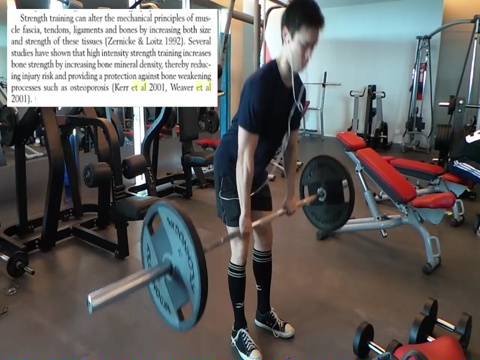 Strength training can alter the mechanical principles of mus-
cle fascia, tendons, ligaments and bones by increasing both size
and strength of these tissues [Zernicke & Loitz 1992]. Several
studies have shown that high intensity strength training increases
bone strength by increasing bone mineral density, thereby reduc-
ing injury risk and providing a protection against bone weakening
processes such as osteoporosis (Kerr et al 2001, Weaver et al
2001).